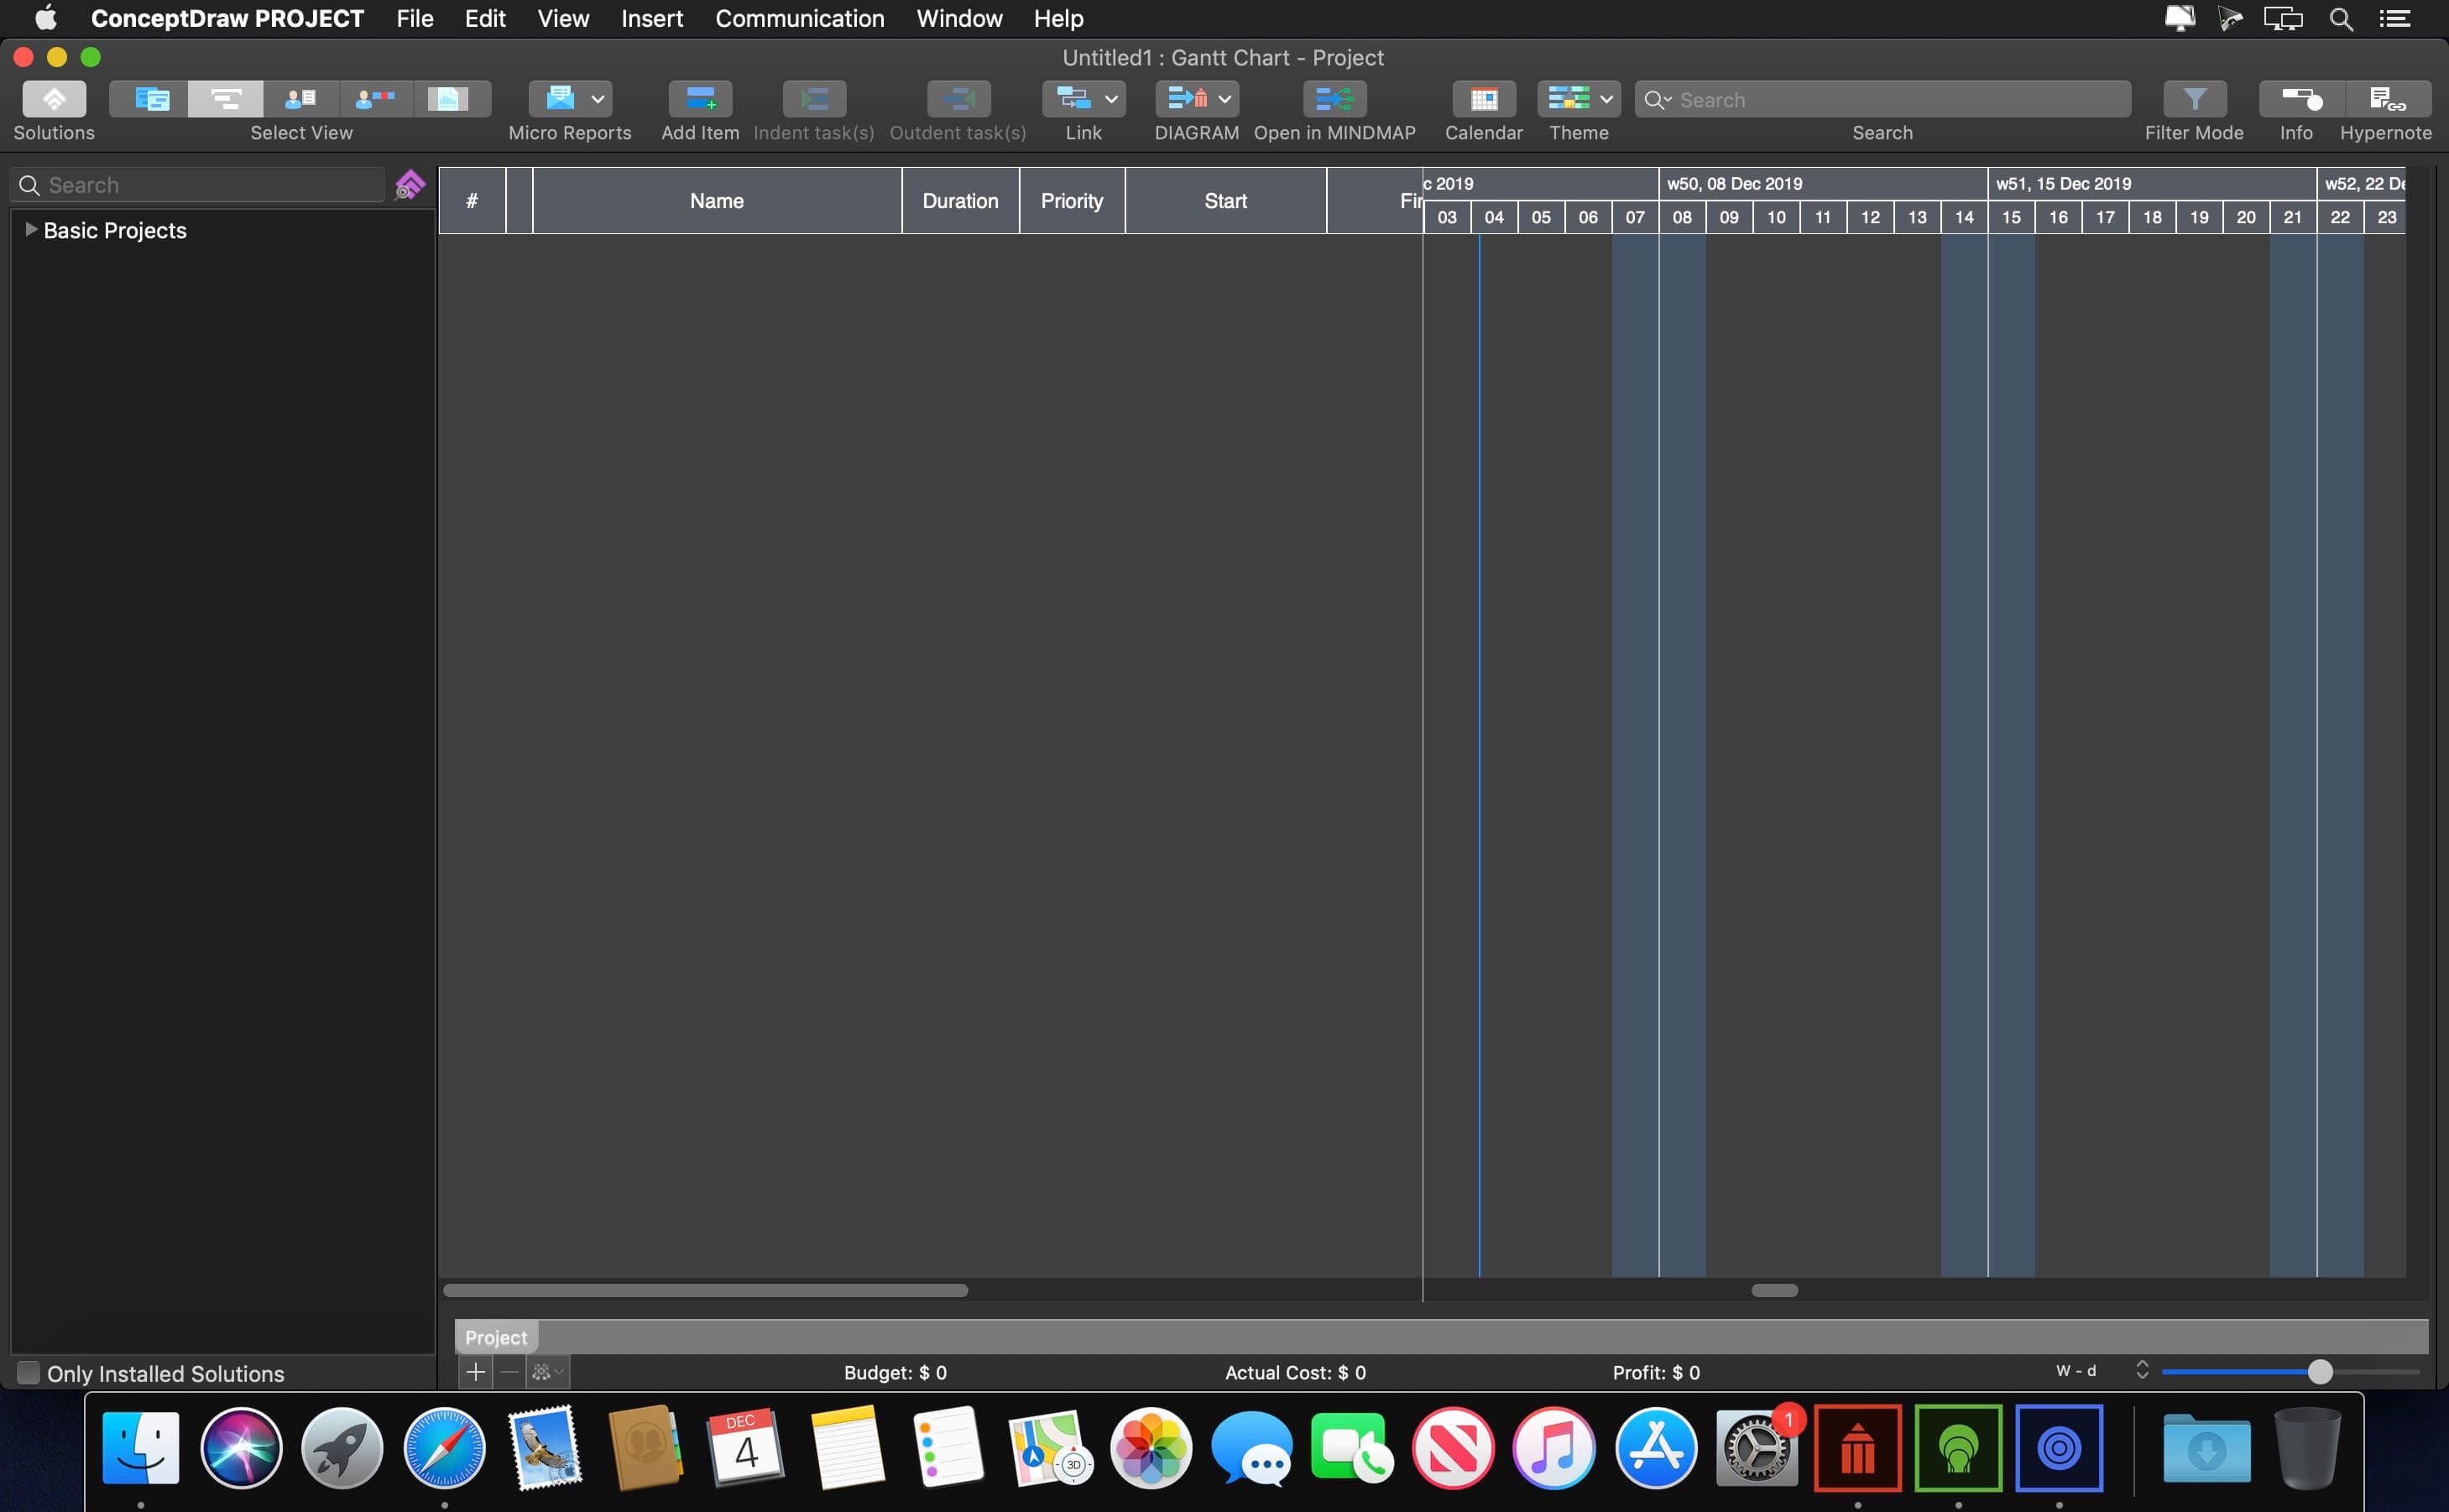 ConceptDraw PROJECT File Edit View Insert Communication Window Help
Untitled1 : Gantt Chart - Project
Search
Solutions Select View Micro Reports Add Item Indent task(s) Outdent task(s) Link DIAGRAM Open in MINDMAP Calendar Theme Search Filter Mode Info Hypernote
Search
# Name Duration Priority Start Fir
c 2019 w50, 08 Dec 2019 w51, 15 Dec 2019 w52, 22 De
03 04 05 06 07 08 09 10 11 12 13 14 15 16 17 18 19 20 21 22 23
Basic Projects
Project
Only Installed Solutions
Budget: $ 0 Actual Cost: $ 0 Profit: $ 0 W - d
DEC
4
3D
1